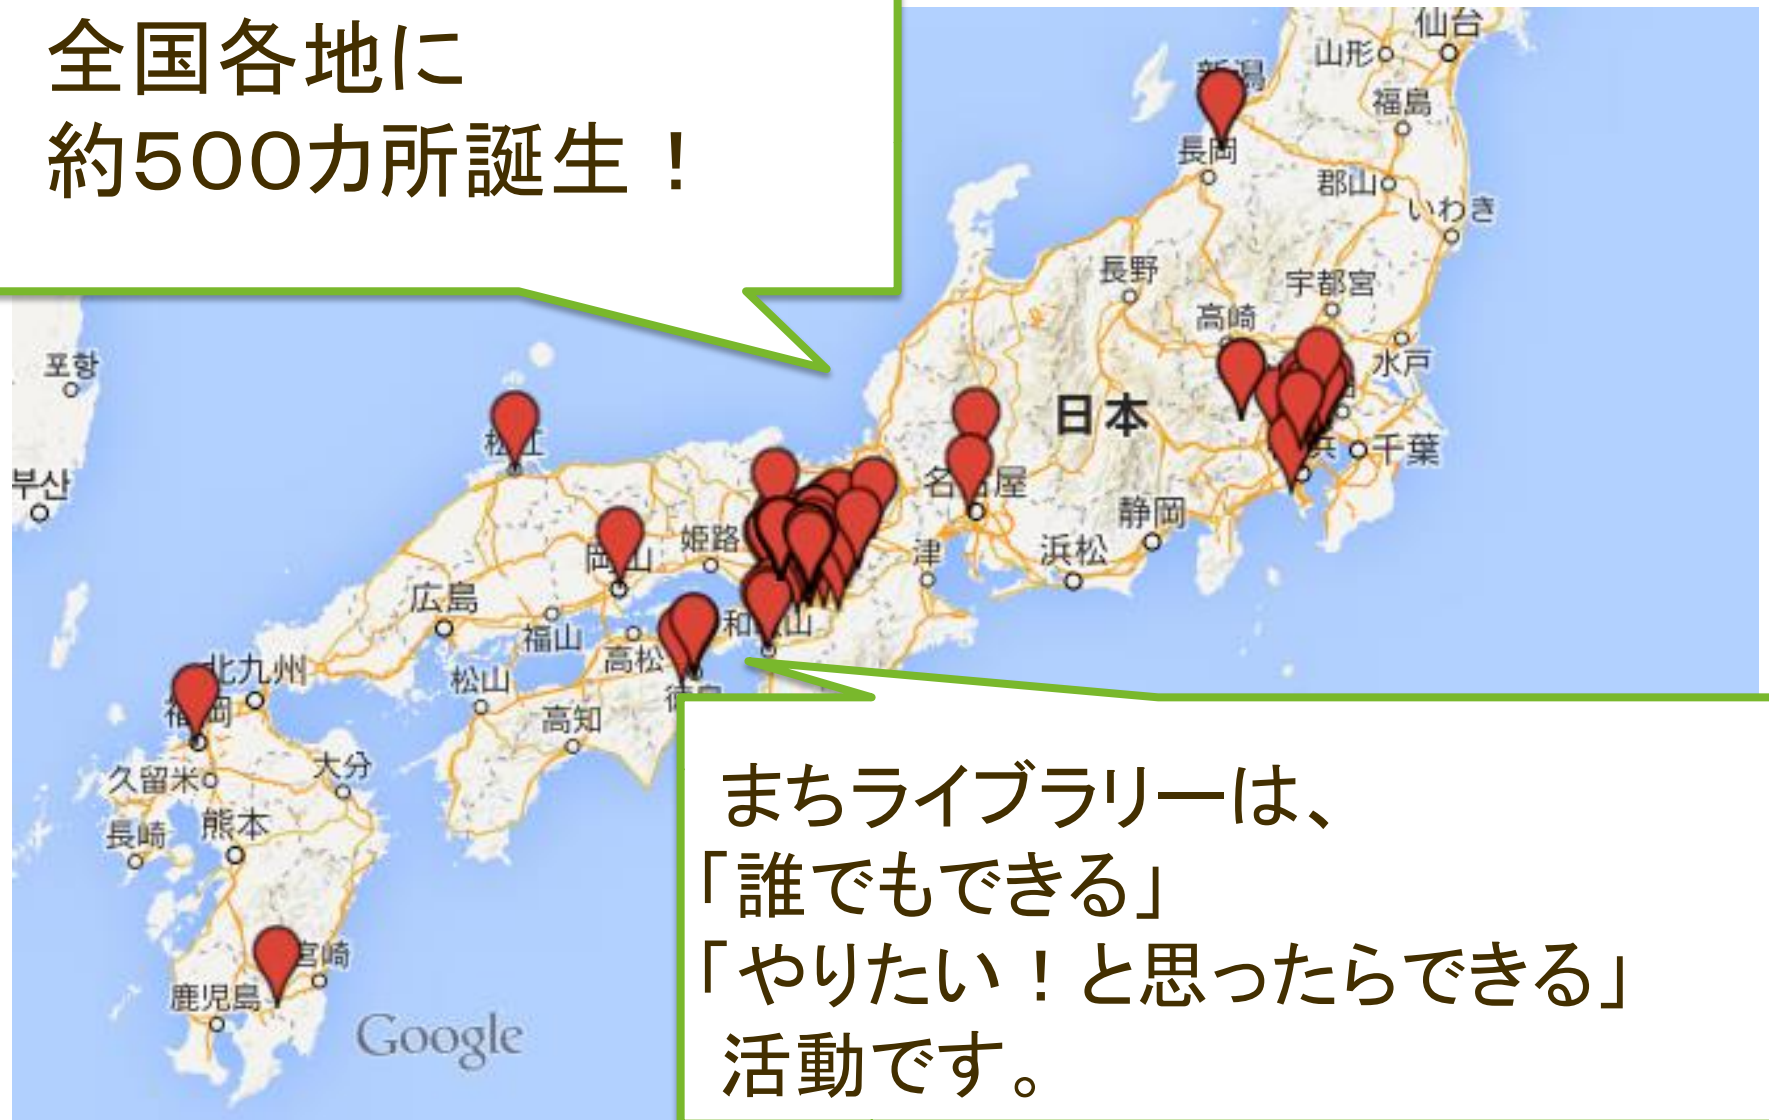 全国各地に
約500カ所誕生！
仙台
山形
福島
長岡
郡山
いわき
長野
宇都宮
高崎
水戸
포항
日本
千葉
부산
姫路
静岡
津
浜松
広島
福山
高松
北九州
松山
高知
久留米
大分
長崎
熊本
宮崎
鹿児島
Google
まちライブラリーは、
「誰でもできる」
「やりたい！と思ったらできる」
活動です。